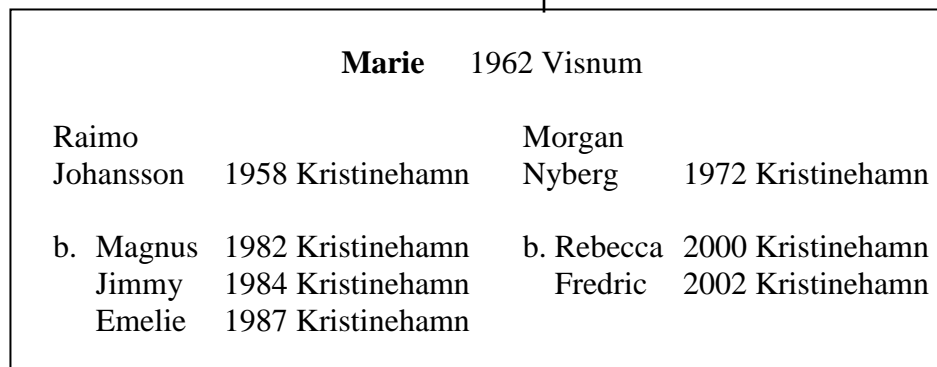 Marie 1962 Visnum
Raimo Morgan
Johansson 1958 Kristinehamn Nyberg 1972 Kristinehamn
b. Magnus 1982 Kristinehamn b. Rebecca 2000 Kristinehamn
Jimmy 1984 Kristinehamn Fredric 2002 Kristinehamn
Emelie 1987 Kristinehamn